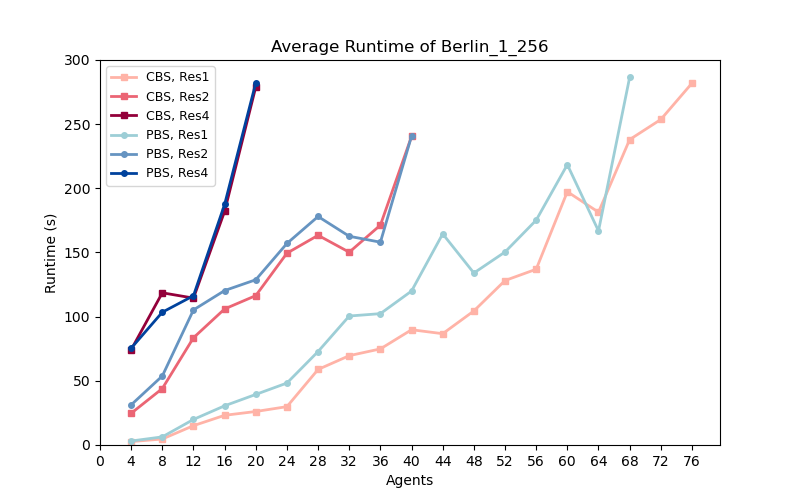 Average Runtime of Berlin_1_256
300
250
200
150
100
50
0
Runtime (s)
CBS, Res1
CBS, Res2
CBS, Res4
PBS, Res1
PBS, Res2
PBS, Res4
0 4 8 12 16 20 24 28 32 36 40 44 48 52 56 60 64 68 72 76
Agents